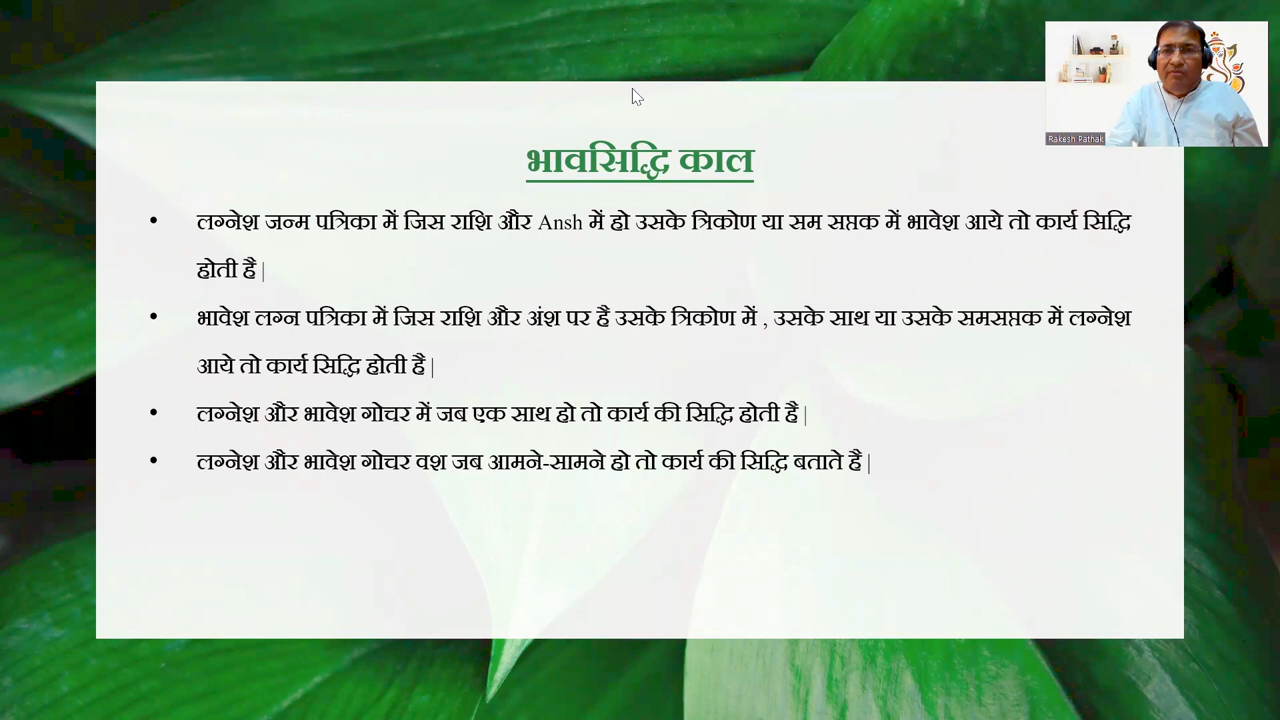 Rakesh Pathak
भावसिद्धि काल
• लग्नेश जन्म पत्रिका में जिस राशि और Ansh में हो उसके त्रिकोण या सम सप्तक में भावेश आये तो कार्य सिद्धि
होती है |
• भावेश लग्न पत्रिका में जिस राशि और अंश पर है उसके त्रिकोण में , उसके साथ या उसके समसप्तक में लग्नेश
आये तो कार्य सिद्धि होती है |
• लग्नेश और भावेश गोचर में जब एक साथ हो तो कार्य की सिद्धि होती है |
• लग्नेश और भावेश गोचर वश जब आमने-सामने हो तो कार्य की सिद्धि बताते है |